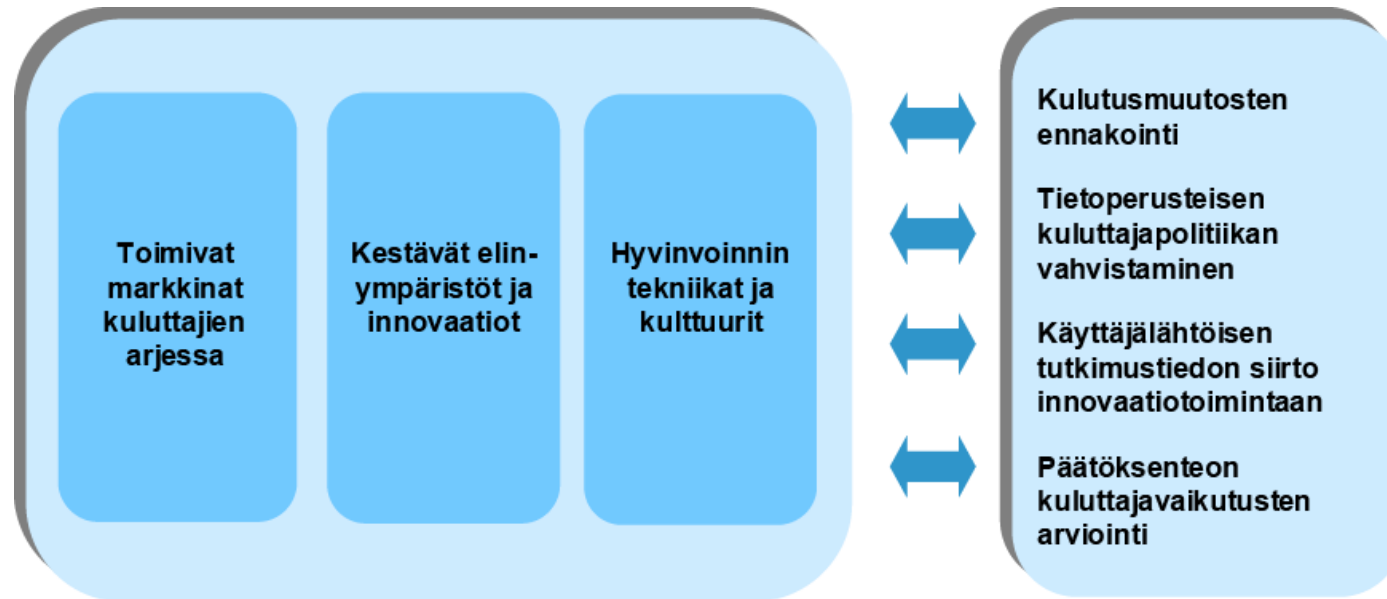 Toimivat
markkinat
kuluttajien
arjessa
Kestävät elin-
ympäristöt ja
innovaatiot
Hyvinvoinnin
tekniikat ja
kulttuurit
Kulutusmuutosten
ennakointi
Tietoperusteisen
kuluttajapolitiikan
vahvistaminen
Käyttäjälähtöisen
tutkimustiedon siirto
innovaatiotoimintaan
Päätöksenteon
kuluttajavaikutusten
arviointi